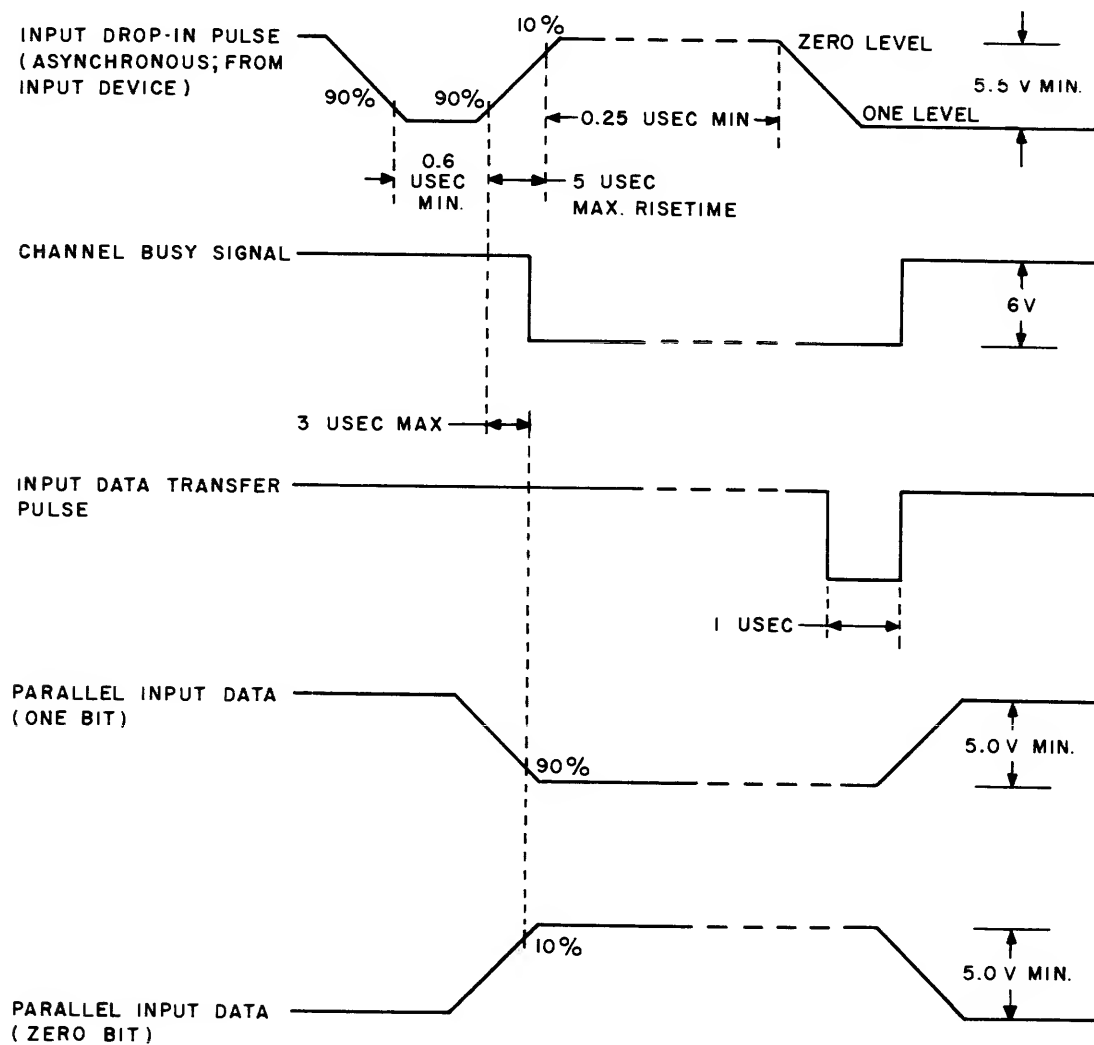 INPUT DROP-IN PULSE
(ASYNCHRONOUS; FROM
INPUT DEVICE)
90%
90%
10%
ZERO LEVEL
5.5 V MIN.
0.25 USEC MIN
ONE LEVEL
0.6
USEC
MIN.
5 USEC
MAX. RISETIME
CHANNEL BUSY SIGNAL
6 V
3 USEC MAX
INPUT DATA TRANSFER
PULSE
1 USEC
PARALLEL INPUT DATA
(ONE BIT)
90%
5.0 V MIN.
10%
5.0 V MIN.
PARALLEL INPUT DATA
(ZERO BIT)